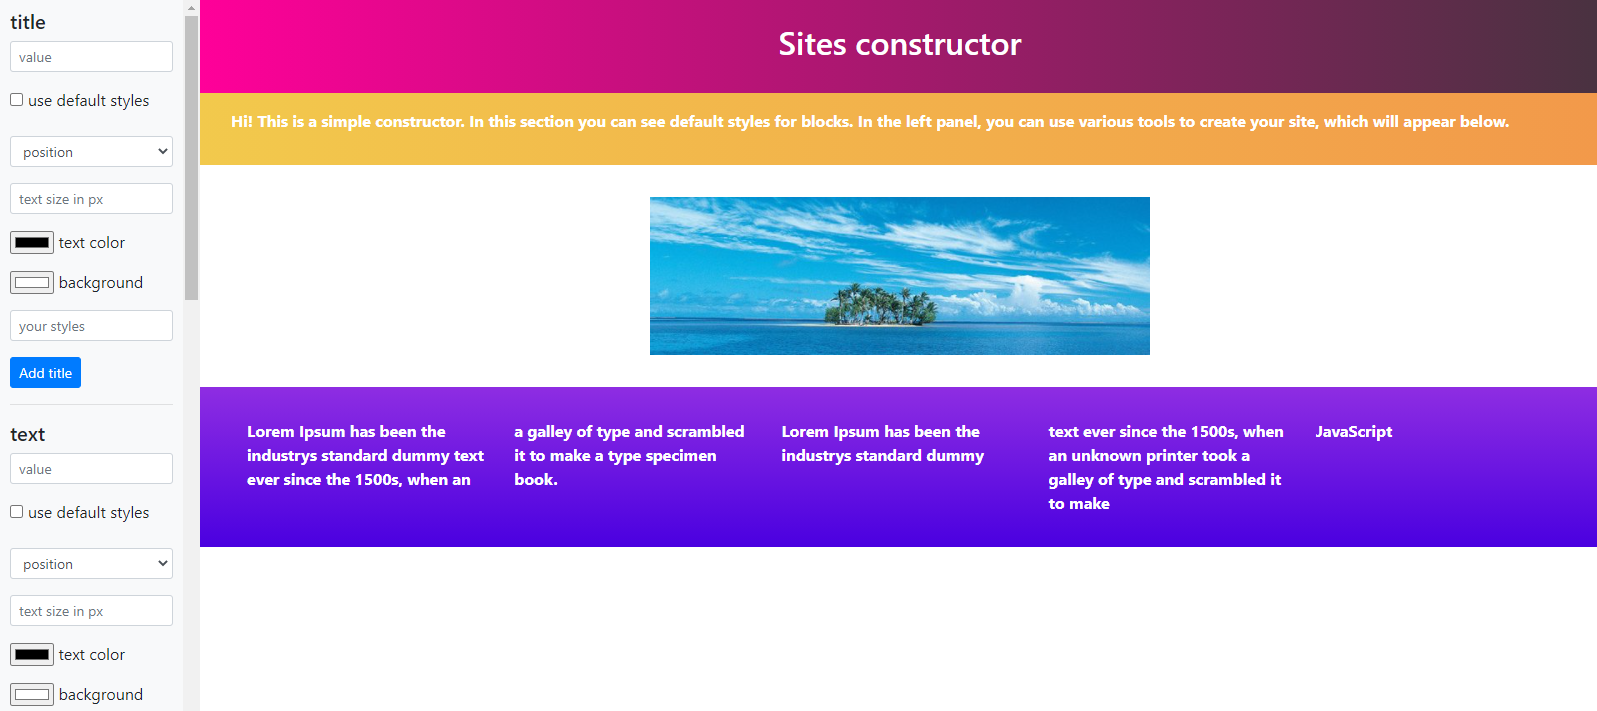 title
value
use default styles
position
text size in px
text color
background
your styles
Add title
text
value
use default styles
position
text size in px
text color
background
Sites constructor
Hi! This is a simple constructor. In this section you can see default styles for blocks. In the left panel, you can use various tools to create your site, which will appear below.
Lorem Ipsum has been the
industrys standard dummy text
ever since the 1500s, when an
a galley of type and scrambled
it to make a type specimen
book.
Lorem Ipsum has been the
industrys standard dummy
text ever since the 1500s, when
an unknown printer took a
galley of type and scrambled it
to make
JavaScript